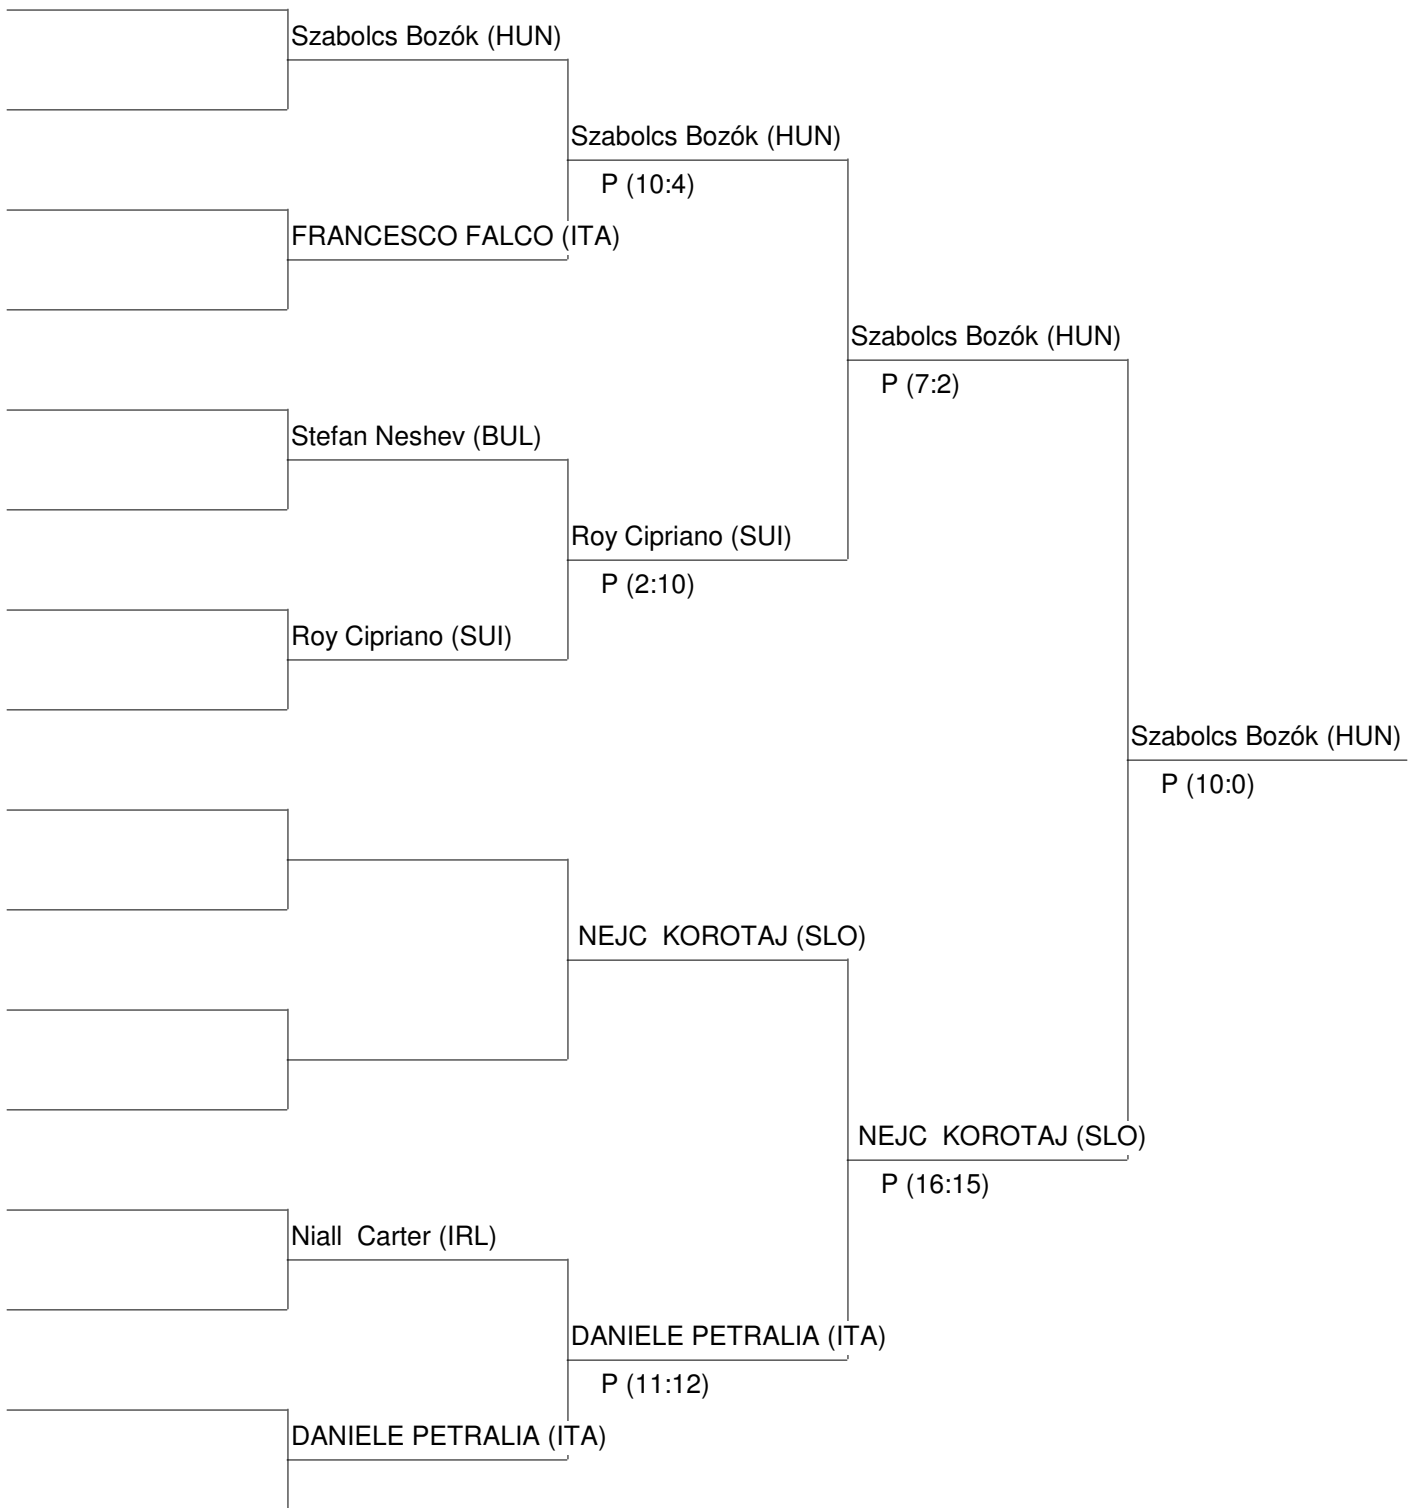 Szabolcs Bozók (HUN)
Szabolcs Bozók (HUN)
P (10:4)
FRANCESCO FALCO (ITA)
Szabolcs Bozók (HUN)
P (7:2)
Stefan Neshev (BUL)
Roy Cipriano (SUI)
P (2:10)
Roy Cipriano (SUI)
Szabolcs Bozók (HUN)
P (10:0)
NEJC  KOROTAJ (SLO)
NEJC  KOROTAJ (SLO)
P (16:15)
Niall  Carter (IRL)
DANIELE PETRALIA (ITA)
P (11:12)
DANIELE PETRALIA (ITA)